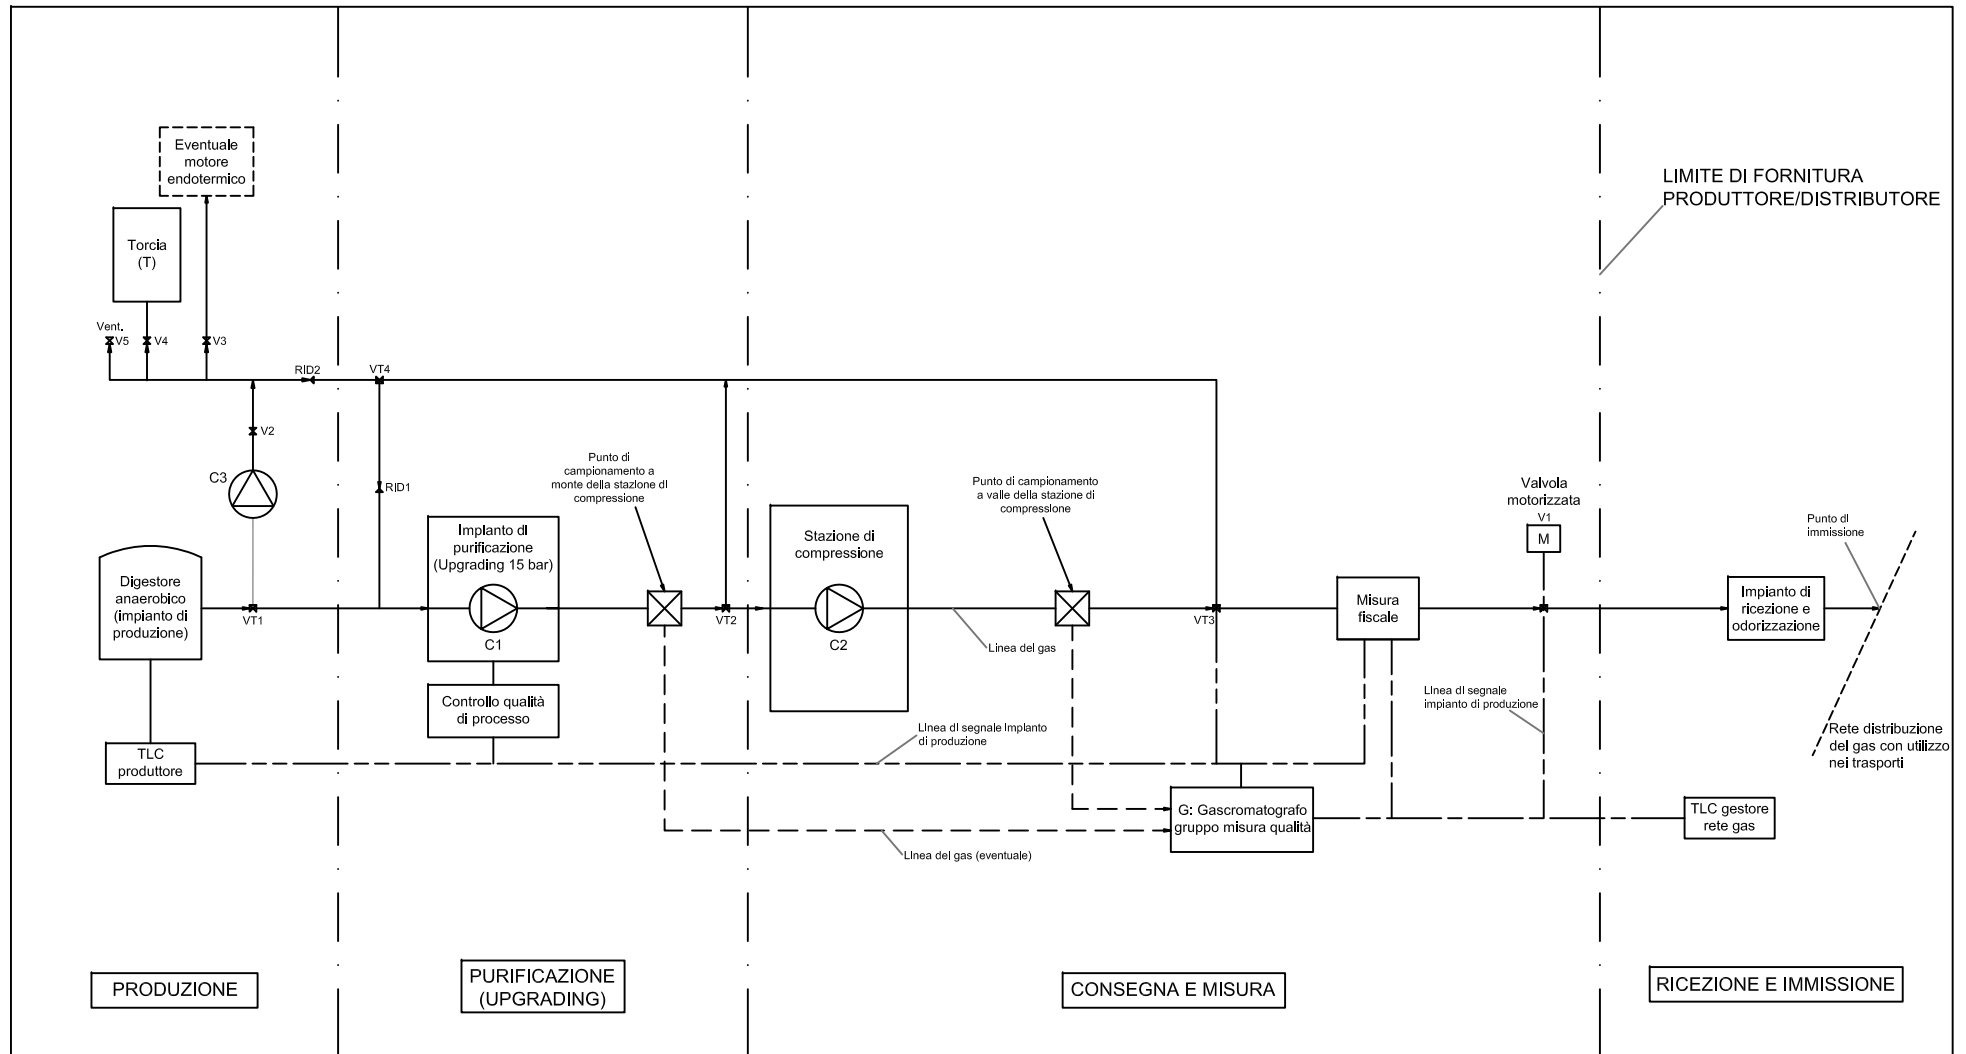 Eventuale
motore
endotermico
Torcia
(T)
Vent.
V5
V4
V3
RID2
VT4
V2
C3
RID1
Digestore
anaerobico
(impianto di
produzione)
VT1
TLC
produttore
Impianto di
purificazione
(Upgrading 15 bar)
C1
Controllo qualità
di processo
Punto di
campionamento a
monte della stazione di
compressione
VT2
Stazione di
compressione
C2
Linea del gas
Punto di campionamento
a valle della stazione di
compressione
VT3
Misura
fiscale
Linea di segnale impianto
di produzione
Linea del gas (eventuale)
G: Gascromatografo
gruppo misura qualità
Valvola
motorizzata
V1
M
Linea di segnale
impianto di produzione
LIMITE DI FORNITURA
PRODUTTORE/DISTRIBUTORE
Punto di
immissione
Impianto di
ricezione e
odorizzazione
Rete distribuzione
del gas con utilizzo
nei trasporti
TLC gestore
rete gas
PRODUZIONE
PURIFICAZIONE
(UPGRADING)
CONSEGNA E MISURA
RICEZIONE E IMMISSIONE